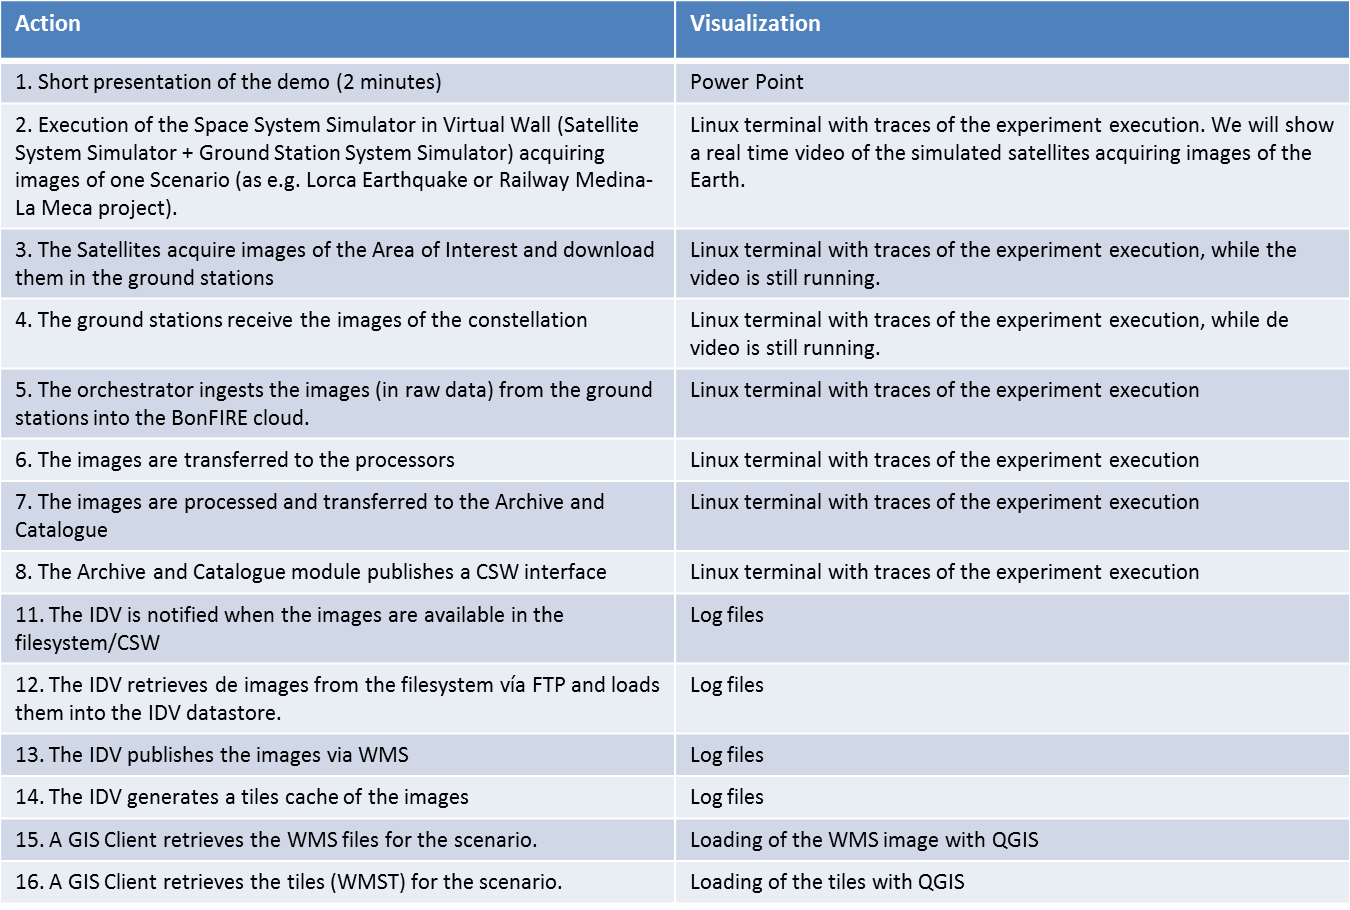 Action
Visualization
1. Short presentation of the demo (2 minutes)
Power Point
2. Execution of the Space System Simulator in Virtual Wall (Satellite
System Simulator + Ground Station System Simulator) acquiring
images of one Scenario (as e.g. Lorca Earthquake or Railway Medina-
La Meca project).
Linux terminal with traces of the experiment execution. We will show
a real time video of the simulated satellites acquiring images of the
Earth.
3. The Satellites acquire images of the Area of Interest and download
them in the ground stations
Linux terminal with traces of the experiment execution, while the
video is still running.
4. The ground stations receive the images of the constellation
Linux terminal with traces of the experiment execution, while de
video is still running.
5. The orchestrator ingests the images (in raw data) from the ground
stations into the BonFIRE cloud.
Linux terminal with traces of the experiment execution
6. The images are transferred to the processors
Linux terminal with traces of the experiment execution
7. The images are processed and transferred to the Archive and
Catalogue
Linux terminal with traces of the experiment execution
8. The Archive and Catalogue module publishes a CSW interface
Linux terminal with traces of the experiment execution
11. The IDV is notified when the images are available in the
filesystem/CSW
Log files
12. The IDV retrieves de images from the filesystem vía FTP and loads
them into the IDV datastore.
Log files
13. The IDV publishes the images via WMS
Log files
14. The IDV generates a tiles cache of the images
Log files
15. A GIS Client retrieves the WMS files for the scenario.
Loading of the WMS image with QGIS
16. A GIS Client retrieves the tiles (WMST) for the scenario.
Loading of the tiles with QGIS